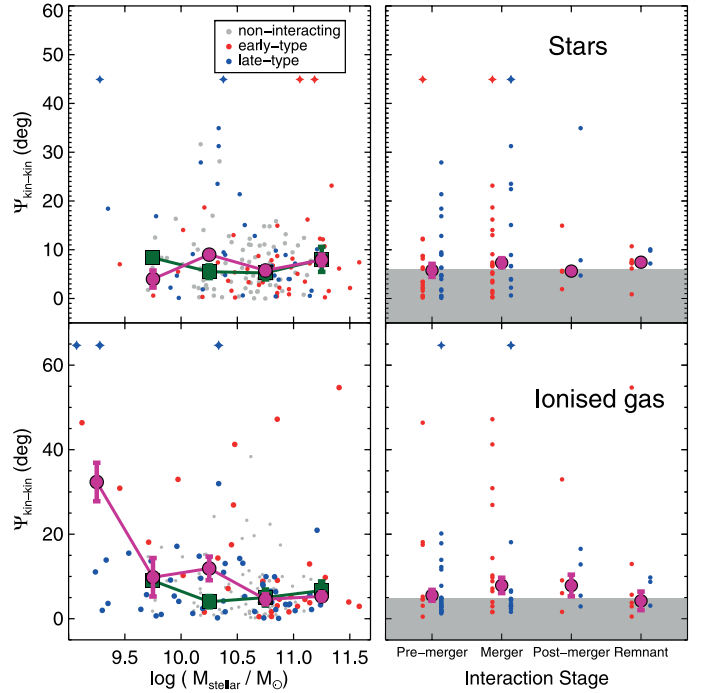 60
50
40
30
20
10
0
Ψkin−kin (deg)
non-interacting
early-type
late-type
Stars
60
40
20
0
Ψkin−kin (deg)
Ionised gas
9.5 10.0 10.5 11.0 11.5
log ( Mstellar / M⊙)
Pre−merger Merger Post−merger Remnant
Interaction Stage